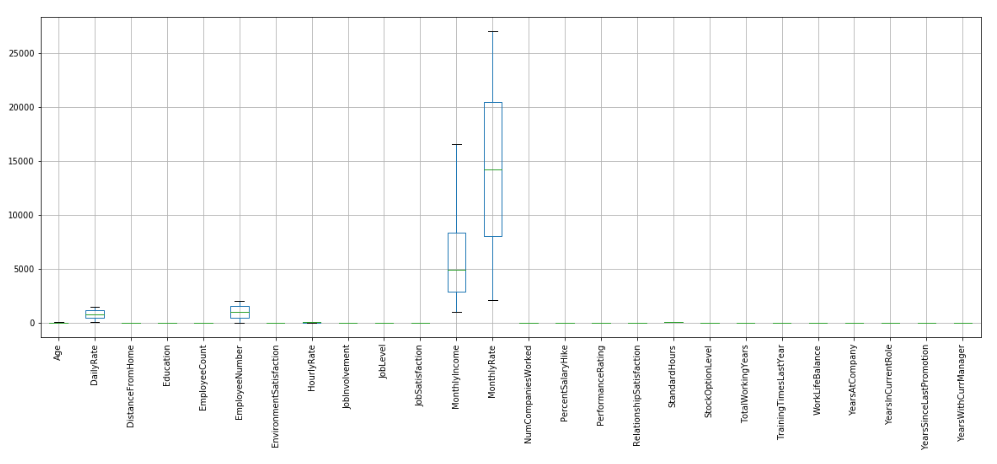 25000
20000
15000
10000
5000
0
Age
DailyRate
DistanceFromHome
Education
EmployeeCount
EmployeeNumber
EnvironmentSatisfaction
HourlyRate
JobInvolvement
JobLevel
JobSatisfaction
MonthlyIncome
MonthlyRate
NumCompaniesWorked
PercentSalaryHike
PerformanceRating
RelationshipSatisfaction
StandardHours
StockOptionLevel
TotalWorkingYears
TrainingTimesLastYear
WorkLifeBalance
YearsAtCompany
YearsInCurrentRole
YearsSinceLastPromotion
YearsWithCurrManager